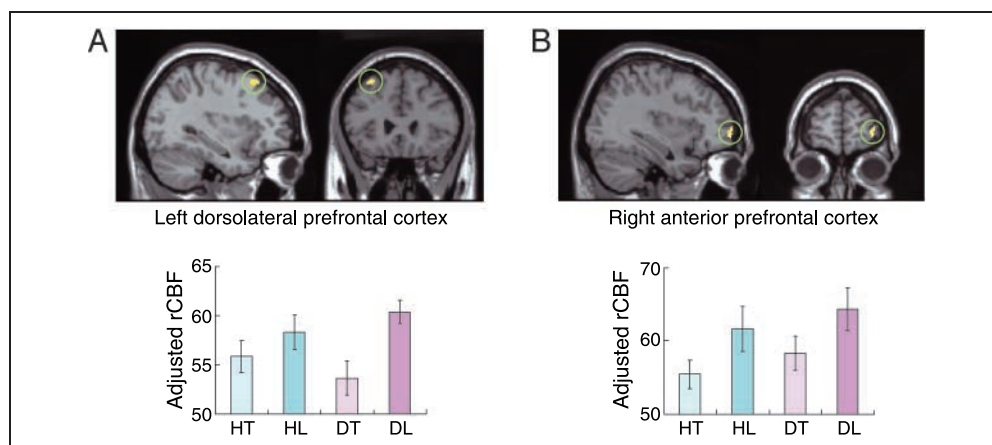 A
B
Left dorsolateral prefrontal cortex
Right anterior prefrontal cortex
Adjusted rCBF
65
60
55
50
HT HL DT DL
Adjusted rCBF
70
60
50
HT HL DT DL